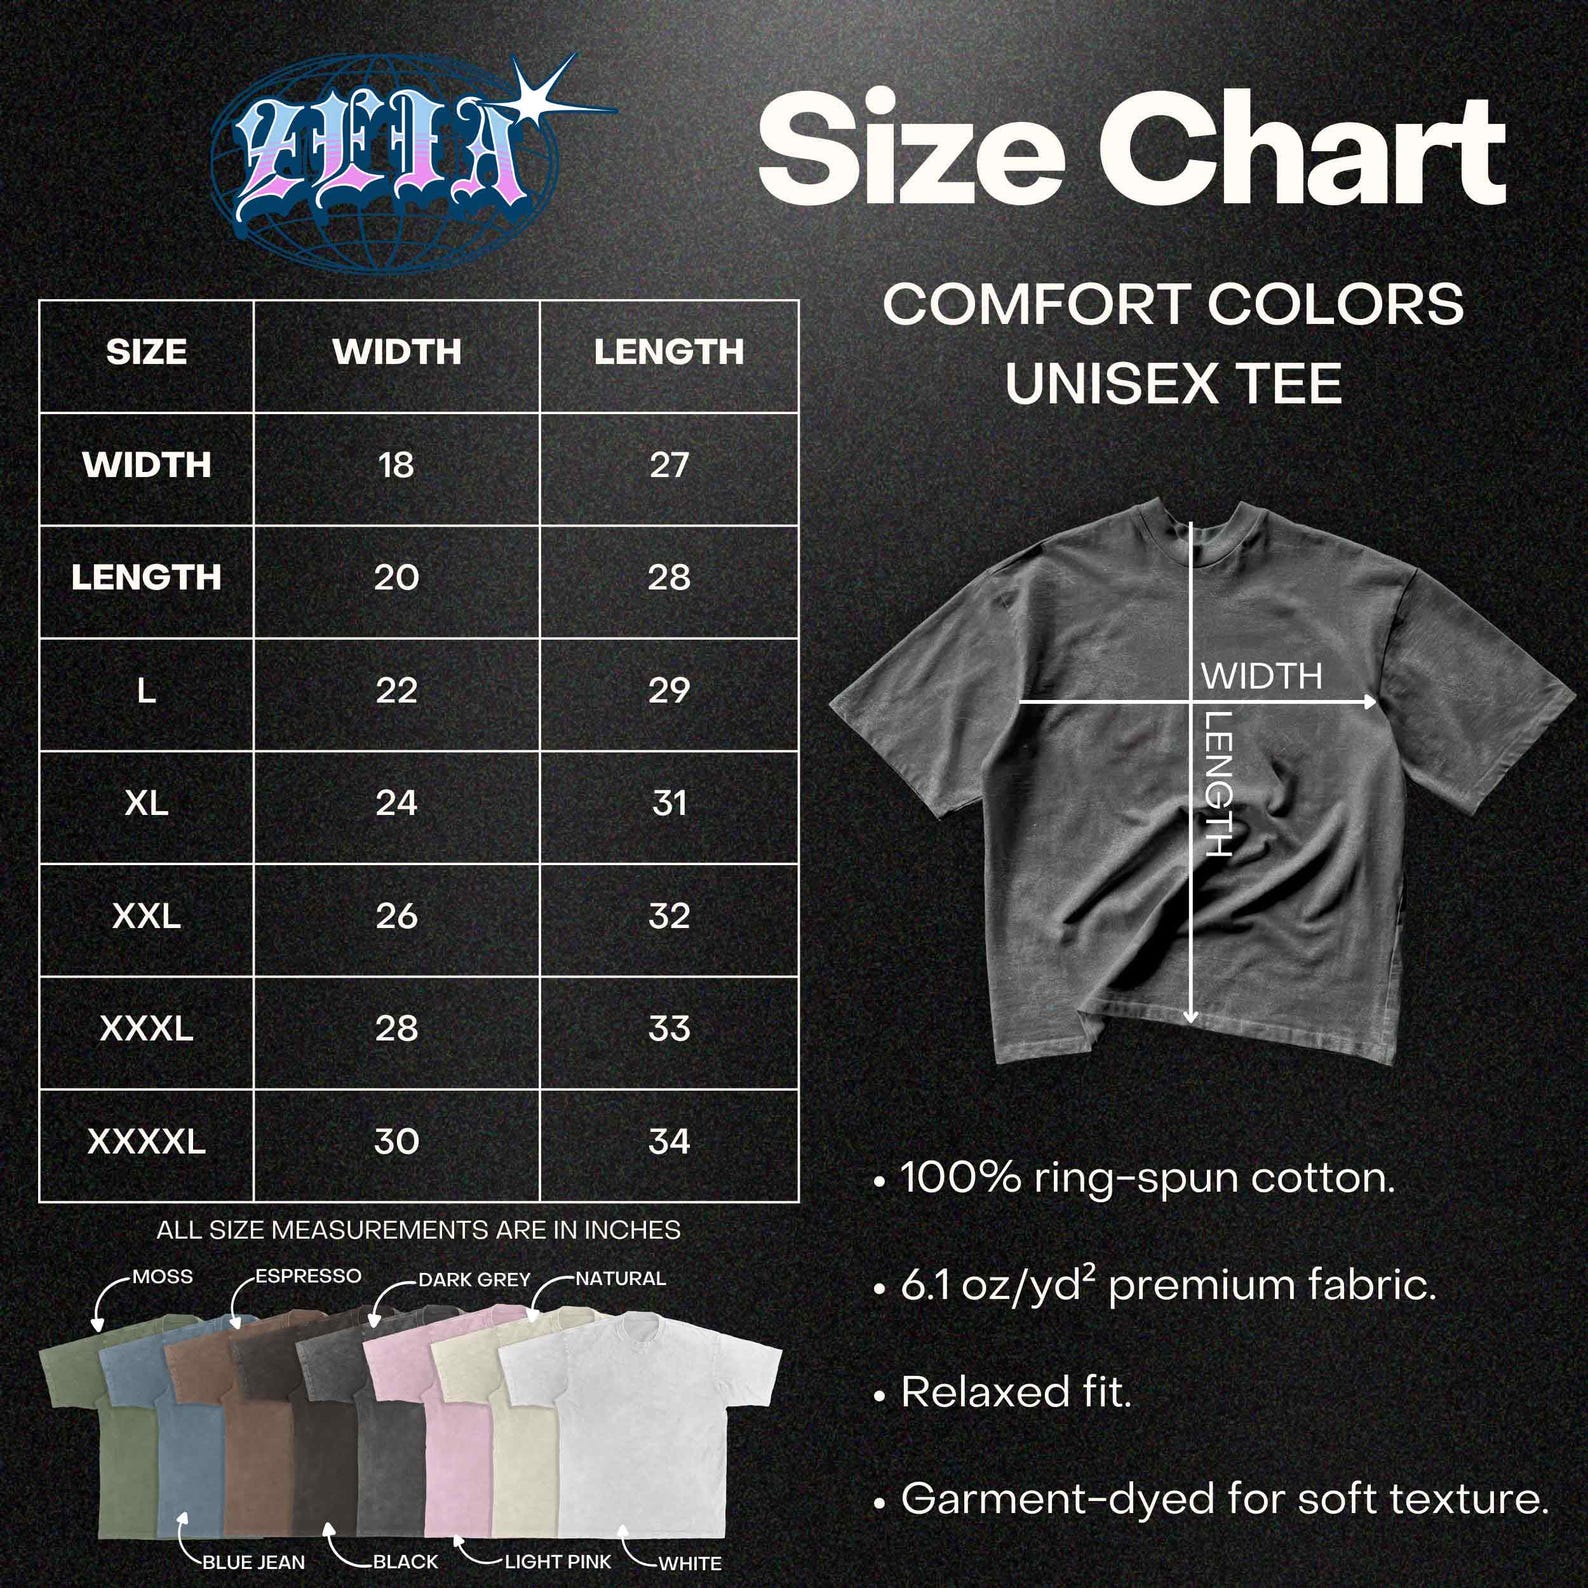 ZEIA
Size Chart
COMFORT COLORS
UNISEX TEE
SIZE WIDTH LENGTH
WIDTH 18 27
LENGTH 20 28
L 22 29
XL 24 31
XXL 26 32
XXXL 28 33
XXXXL 30 34
ALL SIZE MEASUREMENTS ARE IN INCHES
WIDTH
LENGTH
MOSS
ESPRESSO
DARK GREY
NATURAL
BLUE JEAN
BLACK
LIGHT PINK
WHITE
• 100% ring-spun cotton.
• 6.1 oz/yd² premium fabric.
• Relaxed fit.
• Garment-dyed for soft texture.